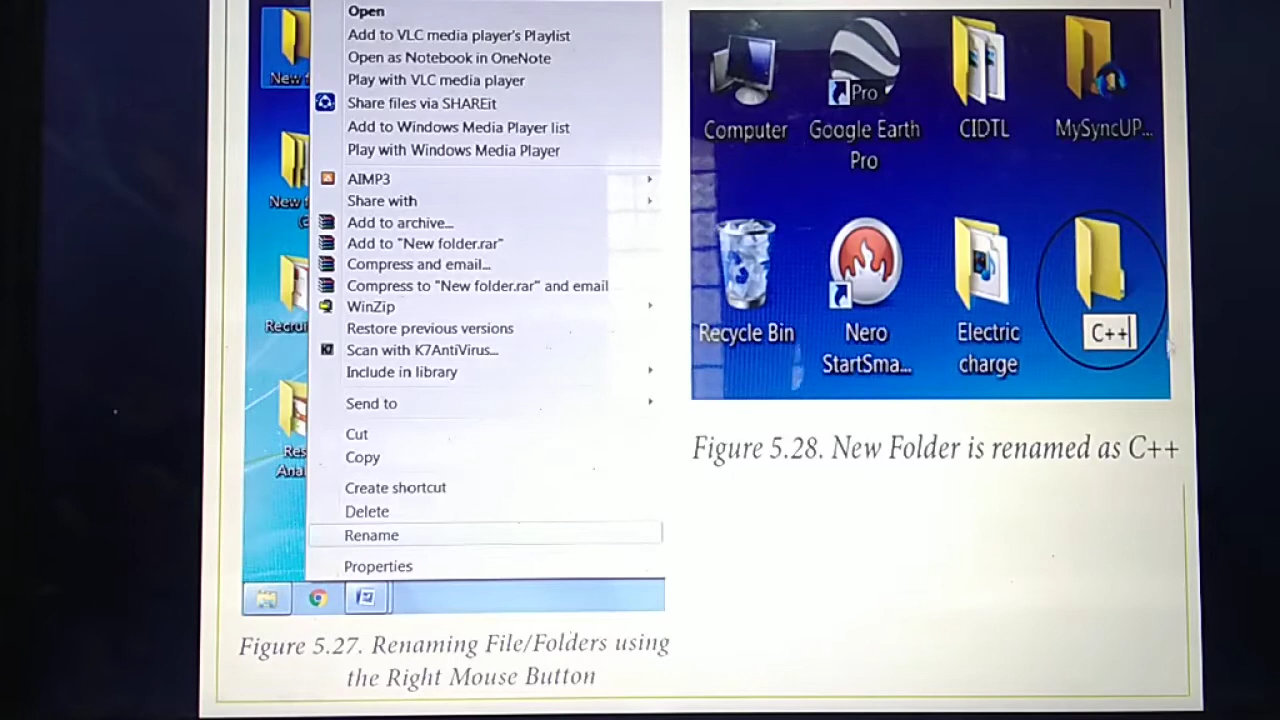 Open
Add to VLC media player's Playlist
Open as Notebook in OneNote
Play with VLC media player
Share files via SHAREit
Add to Windows Media Player list
Play with Windows Media Player
AIMP3
Share with
Add to archive...
Add to "New folder.rar"
Compress and email...
Compress to "New folder.rar" and email
WinZip
Restore previous versions
Scan with K7AntiVirus...
Include in library
Send to
Cut
Copy
Create shortcut
Delete
Rename
Properties
New
New
Figure 5.27. Renaming File/Folders using
the Right Mouse Button
Pro
Computer
Google Earth
Pro
CIDTL
MySyncUP...
Recycle Bin
Nero
StartSma...
Electric
charge
C++
Figure 5.28. New Folder is renamed as C++